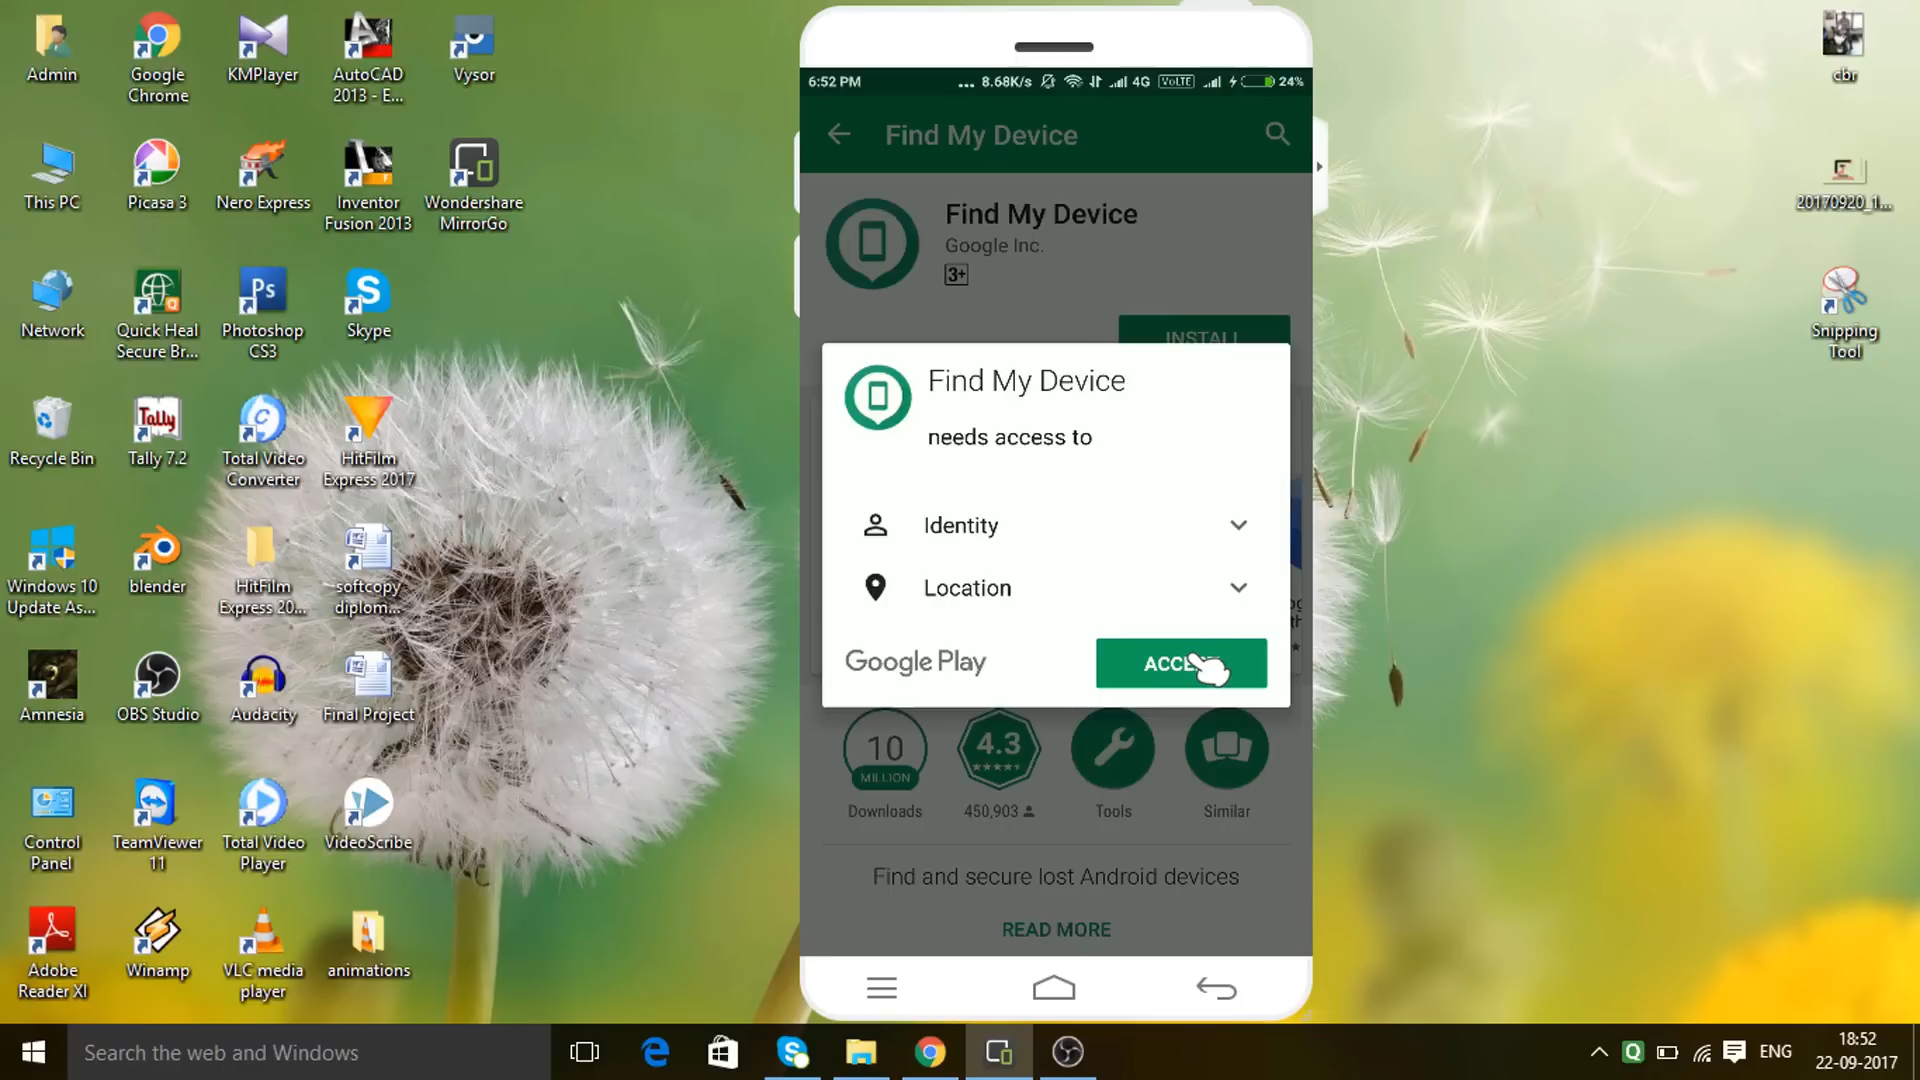 Admin
Google
Chrome
KMPlayer
AutoCAD
2013 - E...
Vysor
This PC
Picasa 3
Nero Express
Inventor
Fusion 2013
Wondershare
MirrorGo
Network
Quick Heal
Secure Br...
Photoshop
CS3
Skype
Recycle Bin
Tally 7.2
Total Video
Converter
HitFilm
Express 2017
Windows 10
Update As...
blender
HitFilm
Express 20...
softcopy
diplom...
Amnesia
OBS Studio
Audacity
Final Project
Control
Panel
TeamViewer
11
Total Video
Player
VideoScribe
Adobe
Reader XI
Winamp
VLC media
player
animations
cbr
20170920_1...
Snipping
Tool
6:52 PM
... 8.68K/s 4G VoLTE 24%
Find My Device
Find My Device
Google Inc.
3+
INSTALL
Find My Device
needs access to
Identity
Location
Google Play
10
MILLION
4.3
Downloads
450,903
Tools
Similar
Find and secure lost Android devices
READ MORE
Search the web and Windows
ENG
18:52
22-09-2017